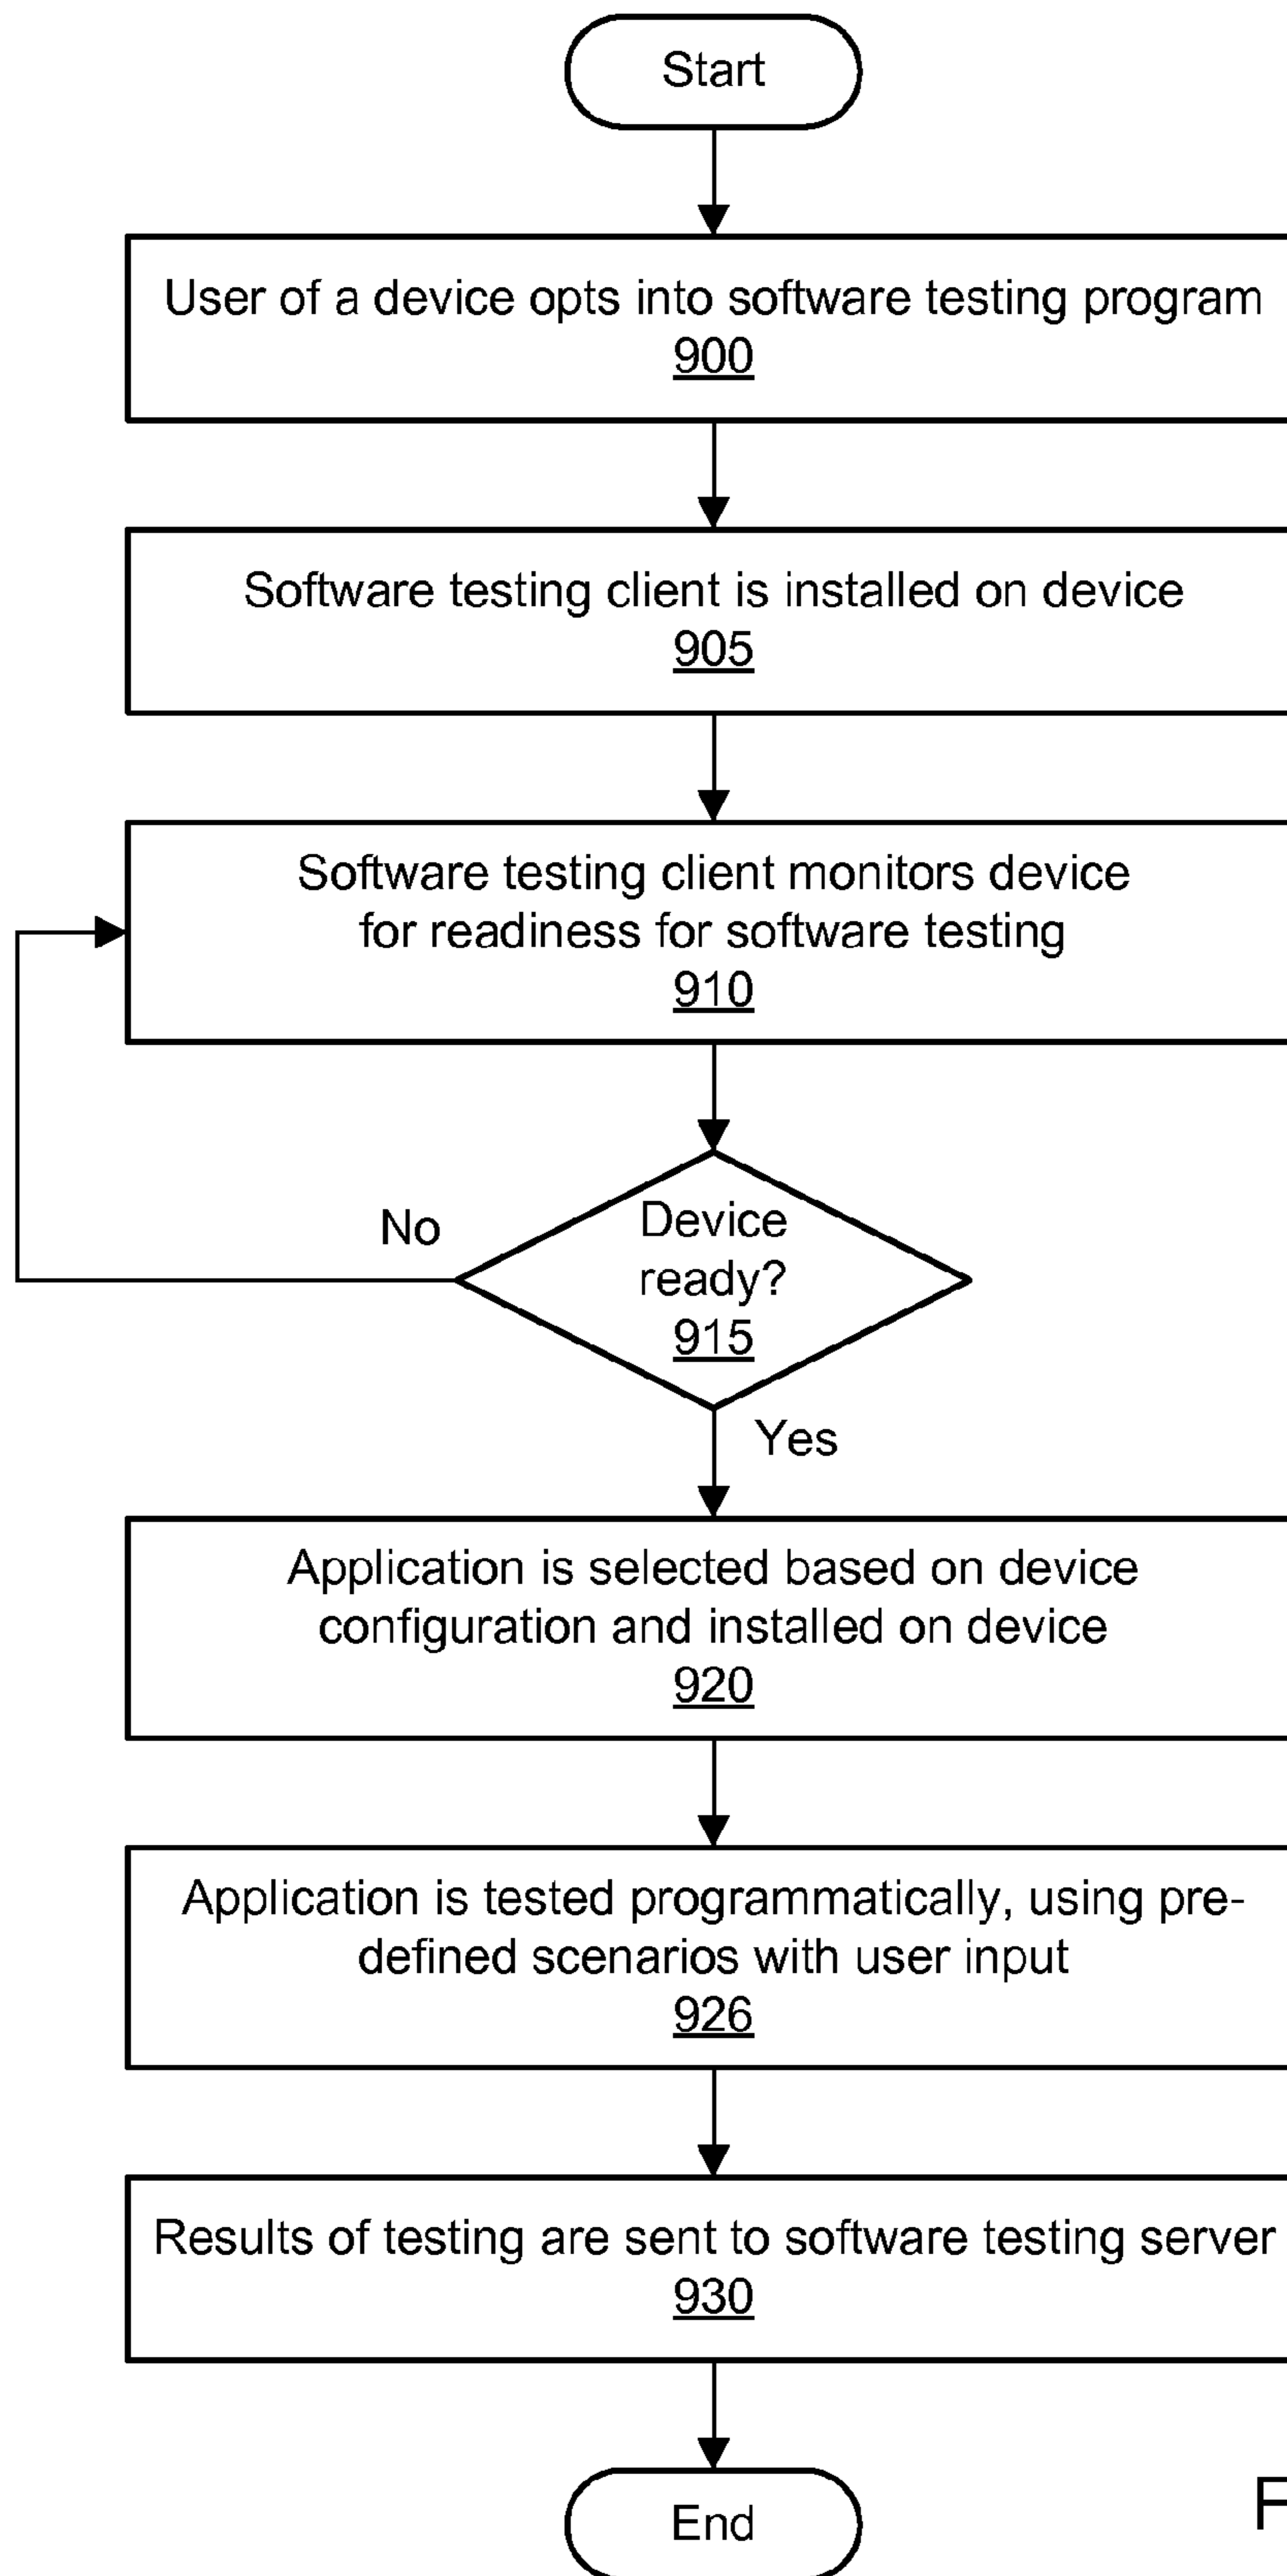 Start
User of a device opts into software testing program
900
Software testing client is installed on device
905
Software testing client monitors device
for readiness for software testing
910
Device
ready?
915
No
Yes
Application is selected based on device
configuration and installed on device
920
Application is tested programmatically, using pre-
defined scenarios with user input
926
Results of testing are sent to software testing server
930
End
F